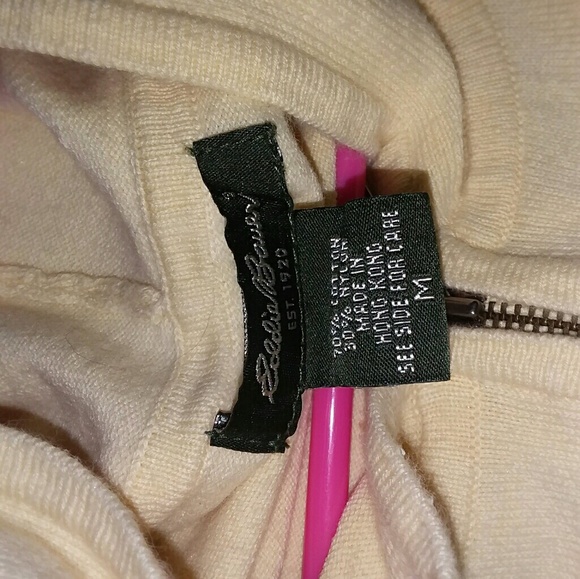 Eddie Bauer
EST. 1920
70% COTTON
30% NYLON
MADE IN
HONG KONG
SEE SIDE FOR CARE
M